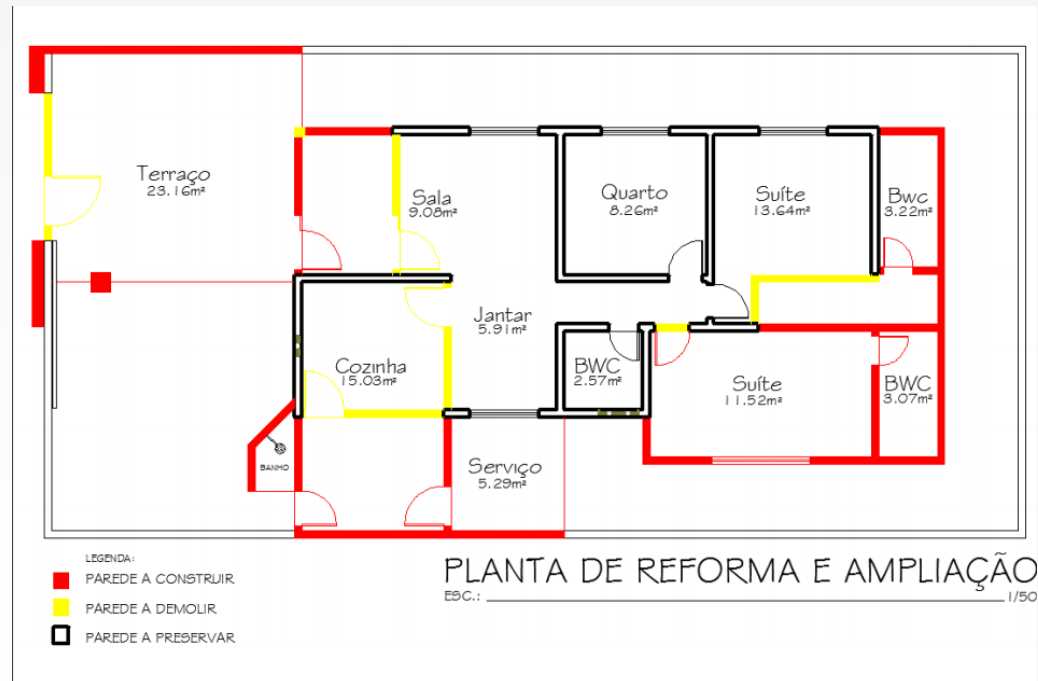 Terraço
23.16m²
Sala
9.08m²
Quarto
8.26m²
Suíte
13.64m²
Bwc
3.22m²
Jantar
5.91m²
Cozinha
15.03m²
BWC
2.57m²
Suíte
11.52m²
BWC
3.07m²
BANHO
Serviço
5.29m²
LEGENDA:
PAREDE A CONSTRUIR
PAREDE A DEMOLIR
PAREDE A PRESERVAR
PLANTA DE REFORMA E AMPLIAÇÃO
ESC.: 1/50